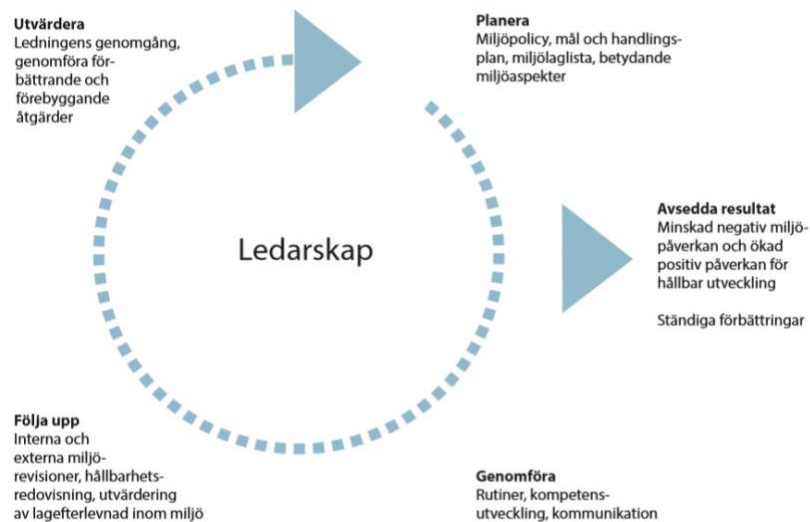 Utvärdera
Ledningens genomgång,
genomföra för-
bättrande och
förebyggande
åtgärder
Planera
Miljöpolicy, mål och handlings-
plan, miljölaglista, betydande
miljöaspekter
Ledarskap
Avsedda resultat
Minskad negativ miljö-
påverkan och ökad
positiv påverkan för
hållbar utveckling
Ständiga förbättringar
Följa upp
Interna och
externa miljö-
revisioner, hållbarhets-
redovisning, utvärdering
av lagefterlevnad inom miljö
Genomföra
Rutiner, kompetens-
utveckling, kommunikation